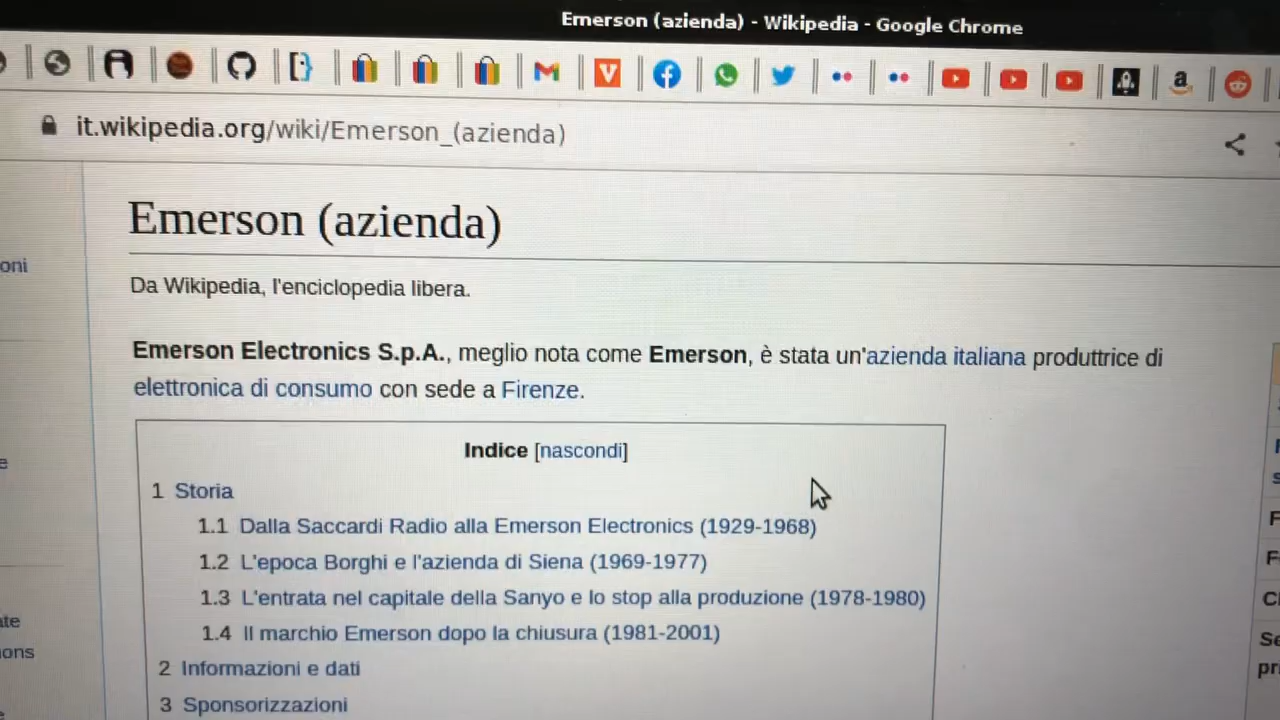 Emerson (azienda) - Wikipedia - Google Chrome
it.wikipedia.org/wiki/Emerson_(azienda)
Emerson (azienda)
oni
Da Wikipedia, l'enciclopedia libera.
Emerson Electronics S.p.A., meglio nota come Emerson, è stata un'azienda italiana produttrice di
elettronica di consumo con sede a Firenze.
Indice [nascondi]
1 Storia
1.1 Dalla Saccardi Radio alla Emerson Electronics (1929-1968)
1.2 L'epoca Borghi e l'azienda di Siena (1969-1977)
1.3 L'entrata nel capitale della Sanyo e lo stop alla produzione (1978-1980)
1.4 Il marchio Emerson dopo la chiusura (1981-2001)
2 Informazioni e dati
3 Sponsorizzazioni